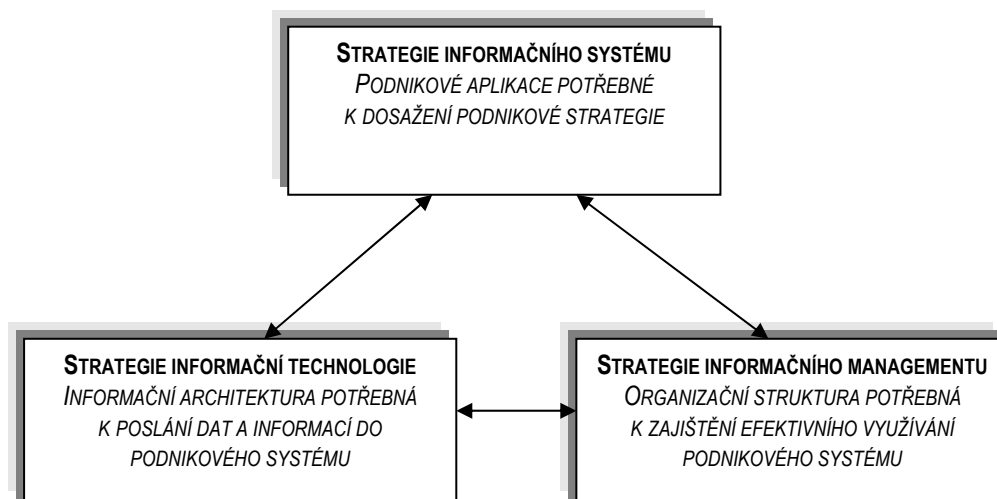 STRATEGIE INFORMAČNÍHO SYSTÉMU
PODNIKOVÉ APLIKACE POTŘEBNÉ
K DOSAŽENÍ PODNIKOVÉ STRATEGIE
STRATEGIE INFORMAČNÍ TECHNOLOGIE
INFORMAČNÍ ARCHITEKTURA POTŘEBNÁ
K POSLÁNÍ DAT A INFORMACÍ DO
PODNIKOVÉHO SYSTÉMU
STRATEGIE INFORMAČNÍHO MANAGEMENTU
ORGANIZAČNÍ STRUKTURA POTŘEBNÁ
K ZAJIŠTĚNÍ EFEKTIVNÍHO VYUŽÍVÁNÍ
PODNIKOVÉHO SYSTÉMU